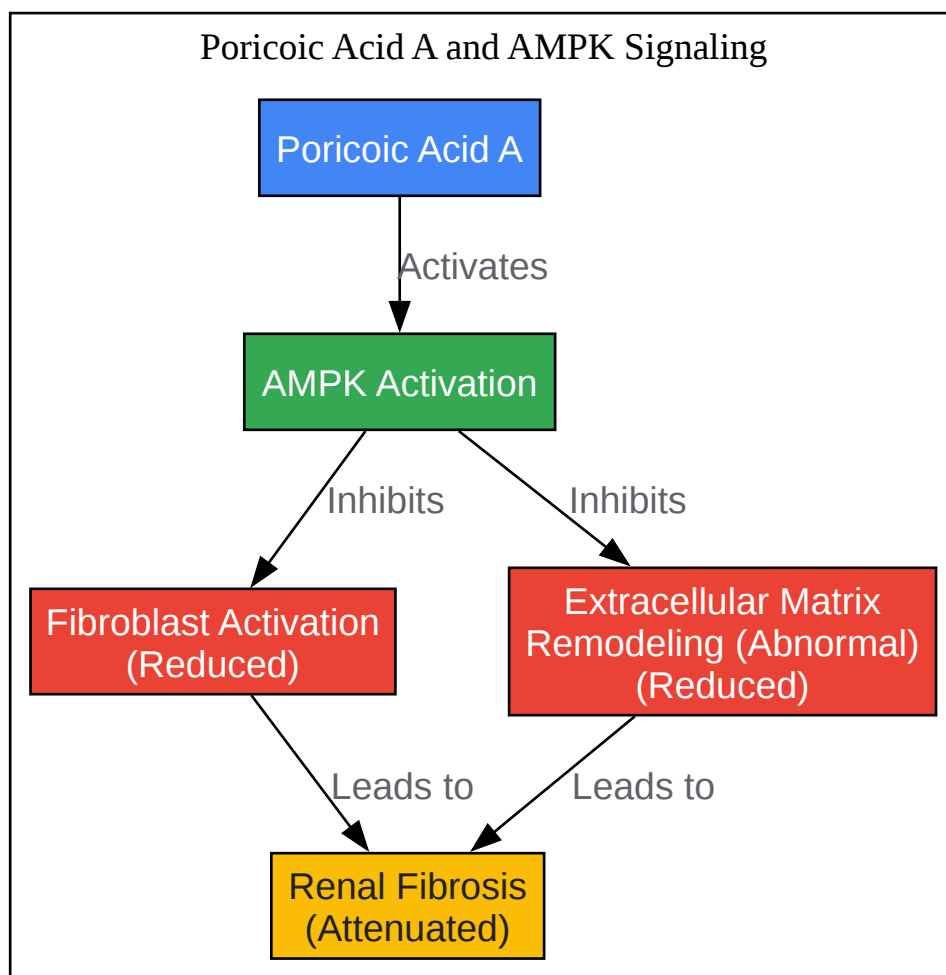 Poricoic Acid A and AMPK Signaling
Poricoic Acid A
Activates
AMPK Activation
Inhibits
Inhibits
Fibroblast Activation
(Reduced)
Extracellular Matrix
Remodeling (Abnormal)
(Reduced)
Leads to
Leads to
Renal Fibrosis
(Attenuated)